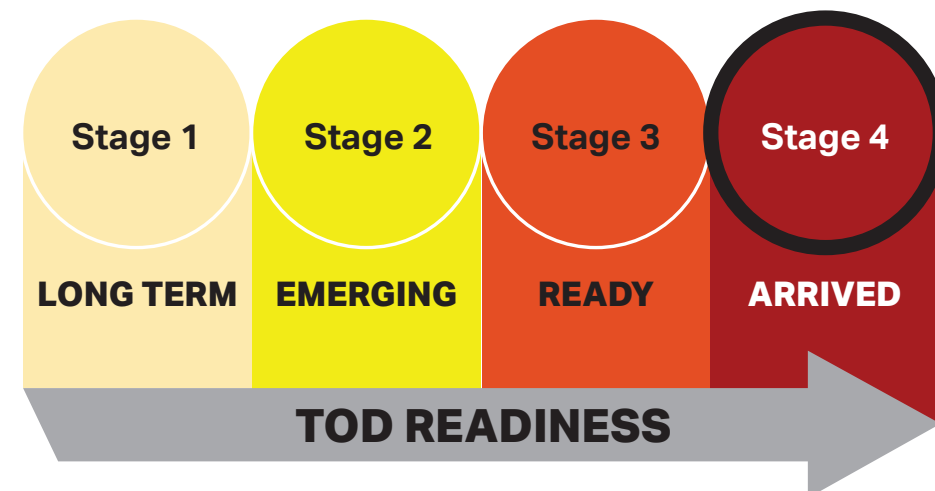 Stage 1
Stage 2
Stage 3
Stage 4
LONG TERM
EMERGING
READY
ARRIVED
TOD READINESS